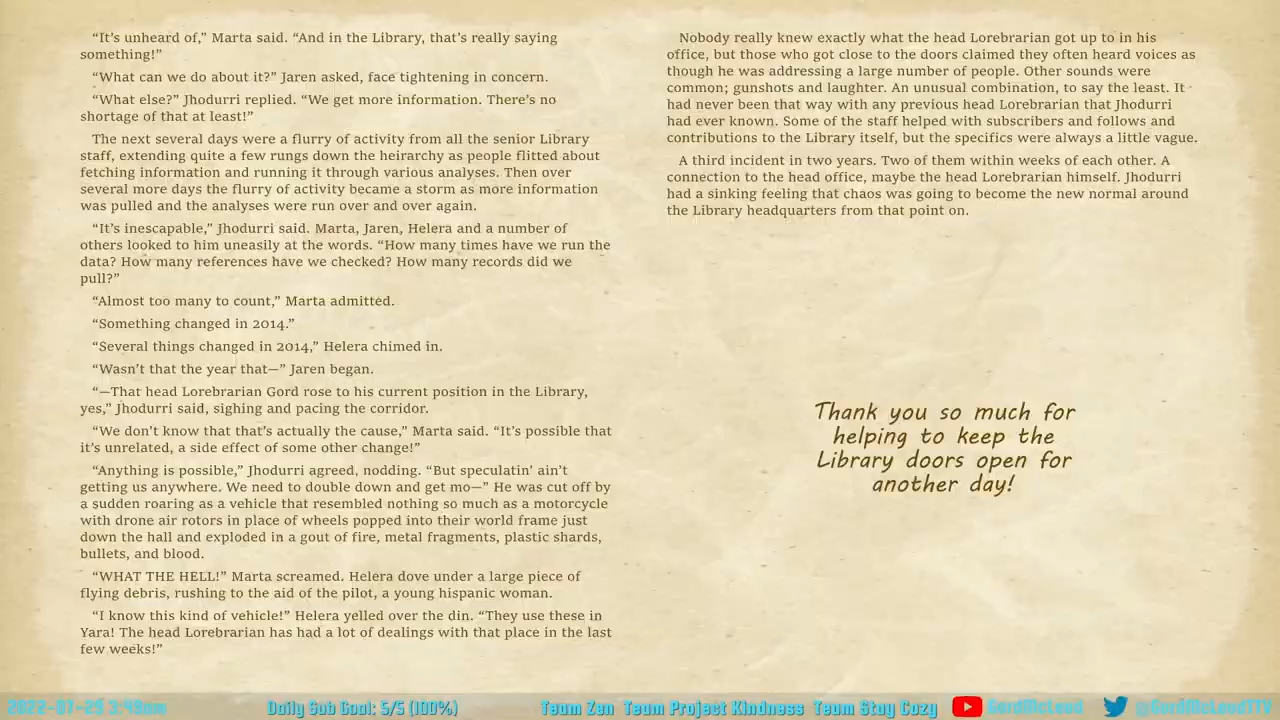 “It’s unheard of,” Marta said. “And in the Library, that’s really saying
something!”
“What can we do about it?” Jaren asked, face tightening in concern.
“What else?” Jhodurri replied. “We get more information. There’s no
shortage of that at least!”
The next several days were a flurry of activity from all the senior Library
staff, extending quite a few rungs down the heirarchy as people flitted about
fetching information and running it through various analyses. Then over
several more days the flurry of activity became a storm as more information
was pulled and the analyses were run over and over again.
“It’s inescapable,” Jhodurri said. Marta, Jaren, Helera and a number of
others looked to him uneasily at the words. “How many times have we run the
data? How many references have we checked? How many records did we
pull?”
“Almost too many to count,” Marta admitted.
“Something changed in 2014.”
“Several things changed in 2014,” Helera chimed in.
“Wasn’t that the year that—” Jaren began.
“—That head Lorebrarian Gord rose to his current position in the Library,
yes,” Jhodurri said, sighing and pacing the corridor.
“We don’t know that that’s actually the cause,” Marta said. “It’s possible that
it’s unrelated, a side effect of some other change!”
“Anything is possible,” Jhodurri agreed, nodding. “But speculatin’ ain’t
getting us anywhere. We need to double down and get mo—” He was cut off by
a sudden roaring as a vehicle that resembled nothing so much as a motorcycle
with drone air rotors in place of wheels popped into their world frame just
down the hall and exploded in a gout of fire, metal fragments, plastic shards,
bullets, and blood.
“WHAT THE HELL!” Marta screamed. Helera dove under a large piece of
flying debris, rushing to the aid of the pilot, a young hispanic woman.
“I know this kind of vehicle!” Helera yelled over the din. “They use these in
Yara! The head Lorebrarian has had a lot of dealings with that place in the last
few weeks!”
Nobody really knew exactly what the head Lorebrarian got up to in his
office, but those who got close to the doors claimed they often heard voices as
though he was addressing a large number of people. Other sounds were
common; gunshots and laughter. An unusual combination, to say the least. It
had never been that way with any previous head Lorebrarian that Jhodurri
had ever known. Some of the staff helped with subscribers and follows and
contributions to the Library itself, but the specifics were always a little vague.
A third incident in two years. Two of them within weeks of each other. A
connection to the head office, maybe the head Lorebrarian himself. Jhodurri
had a sinking feeling that chaos was going to become the new normal around
the Library headquarters from that point on.
Thank you so much for
helping to keep the
Library doors open for
another day!
2022-07-29 3:49am Daily Sub Goal: 5/5 (100%) Team Zen Team Project Kindness Team Stay Cozy GordMcLeod @GordMcLeodTTV